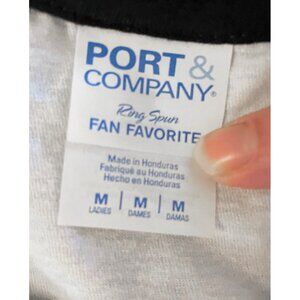 PORT &
COMPANY®
Ring Spun
FAN FAVORITE
Made in Honduras
Fabriqué au Honduras
Hecho en Honduras
M | M | M
LADIES | DAMES | DAMAS